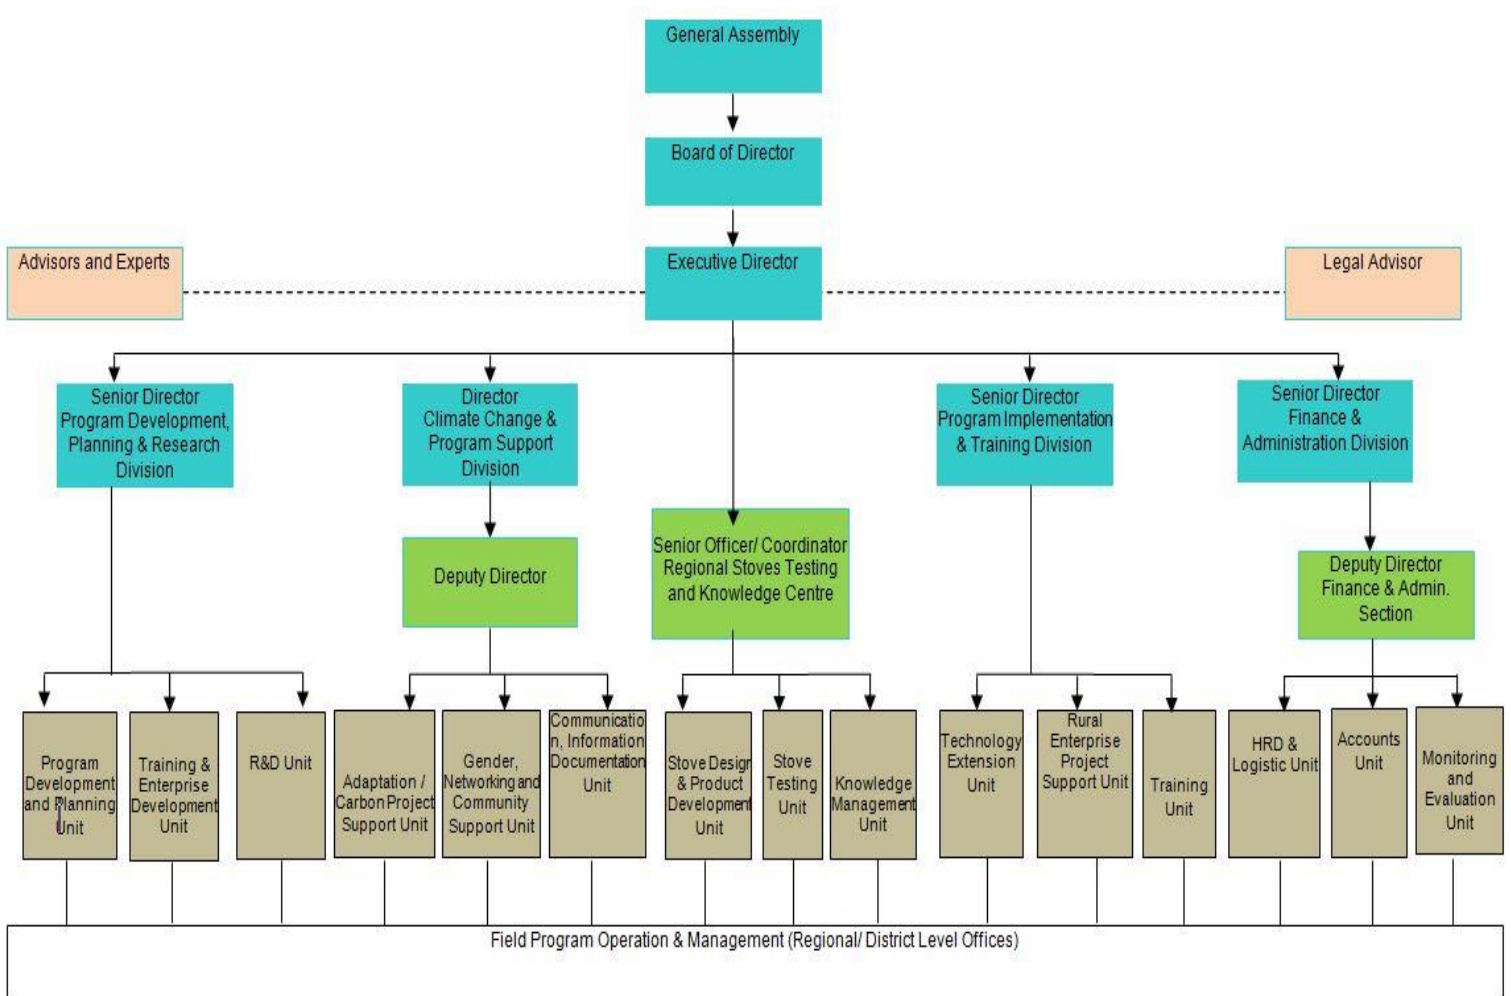 General Assembly
Board of Director
Advisors and Experts
Executive Director
Legal Advisor
Senior Director
Program Development,
Planning & Research
Division
Director
Climate Change &
Program Support
Division
Senior Director
Program Implementation
& Training Division
Senior Director
Finance &
Administration Division
Deputy Director
Senior Officer/ Coordinator
Regional Stoves Testing
and Knowledge Centre
Deputy Director
Finance & Admin.
Section
Program
Development
and Planning
Unit
Training &
Enterprise
Development
Unit
R&D Unit
Adaptation /
Carbon Project
Support Unit
Gender,
Networking and
Community
Support Unit
Communicatio
n, Information
Documentation
Unit
Stove Design
& Product
Development
Unit
Stove
Testing
Unit
Knowledge
Management
Unit
Technology
Extension
Unit
Rural
Enterprise
Project
Support Unit
Training
Unit
HRD &
Logistic Unit
Accounts
Unit
Monitoring
and
Evaluation
Unit
Field Program Operation & Management (Regional/ District Level Offices)